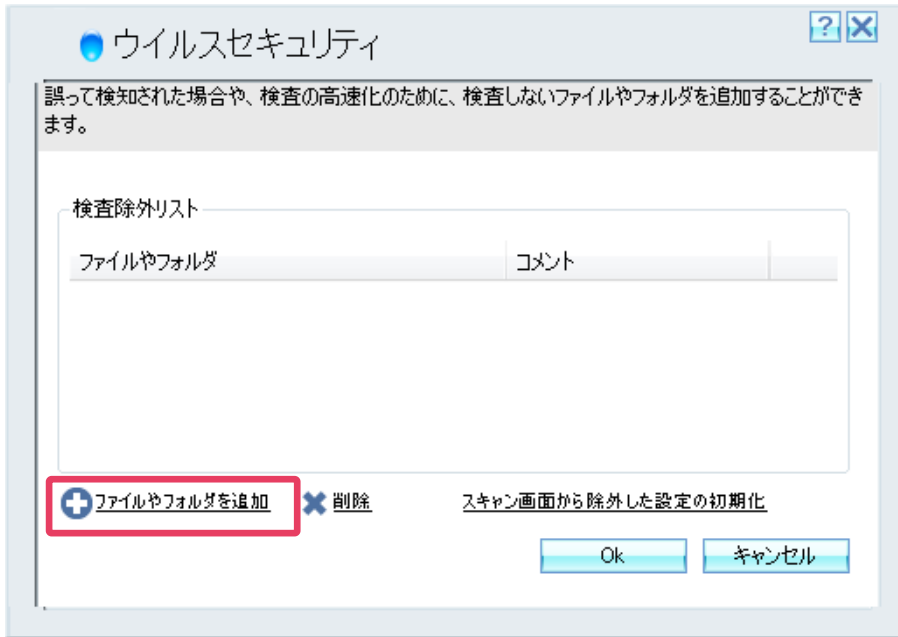 ウイルスセキュリティ
?
誤って検知された場合や、検査の高速化のために、検査しないファイルやフォルダを追加することができ
ます。
検査除外リスト
ファイルやフォルダ コメント
ファイルやフォルダを追加 削除 スキャン画面から除外した設定の初期化
Ok キャンセル